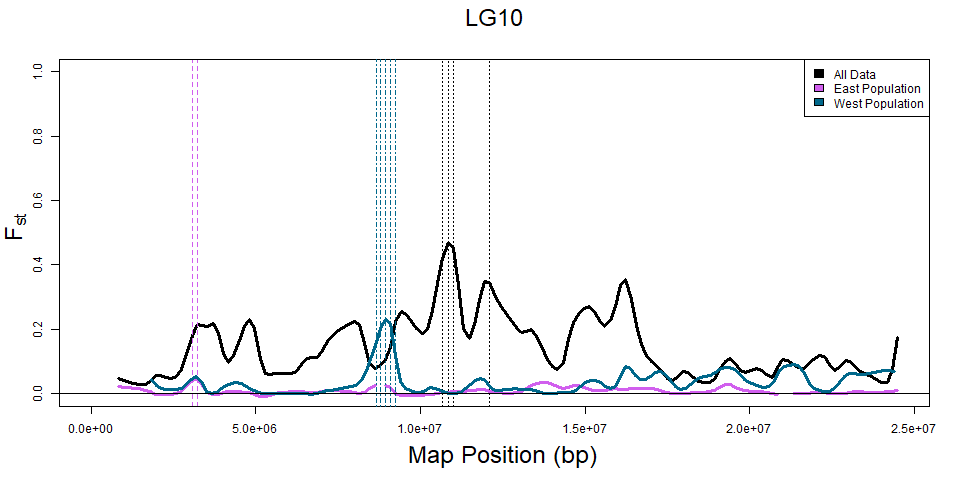 LG10
All Data
East Population
West Population
Fst
1.0
0.8
0.6
0.4
0.2
0.0
0.0e+00 5.0e+06 1.0e+07 1.5e+07 2.0e+07 2.5e+07
Map Position (bp)